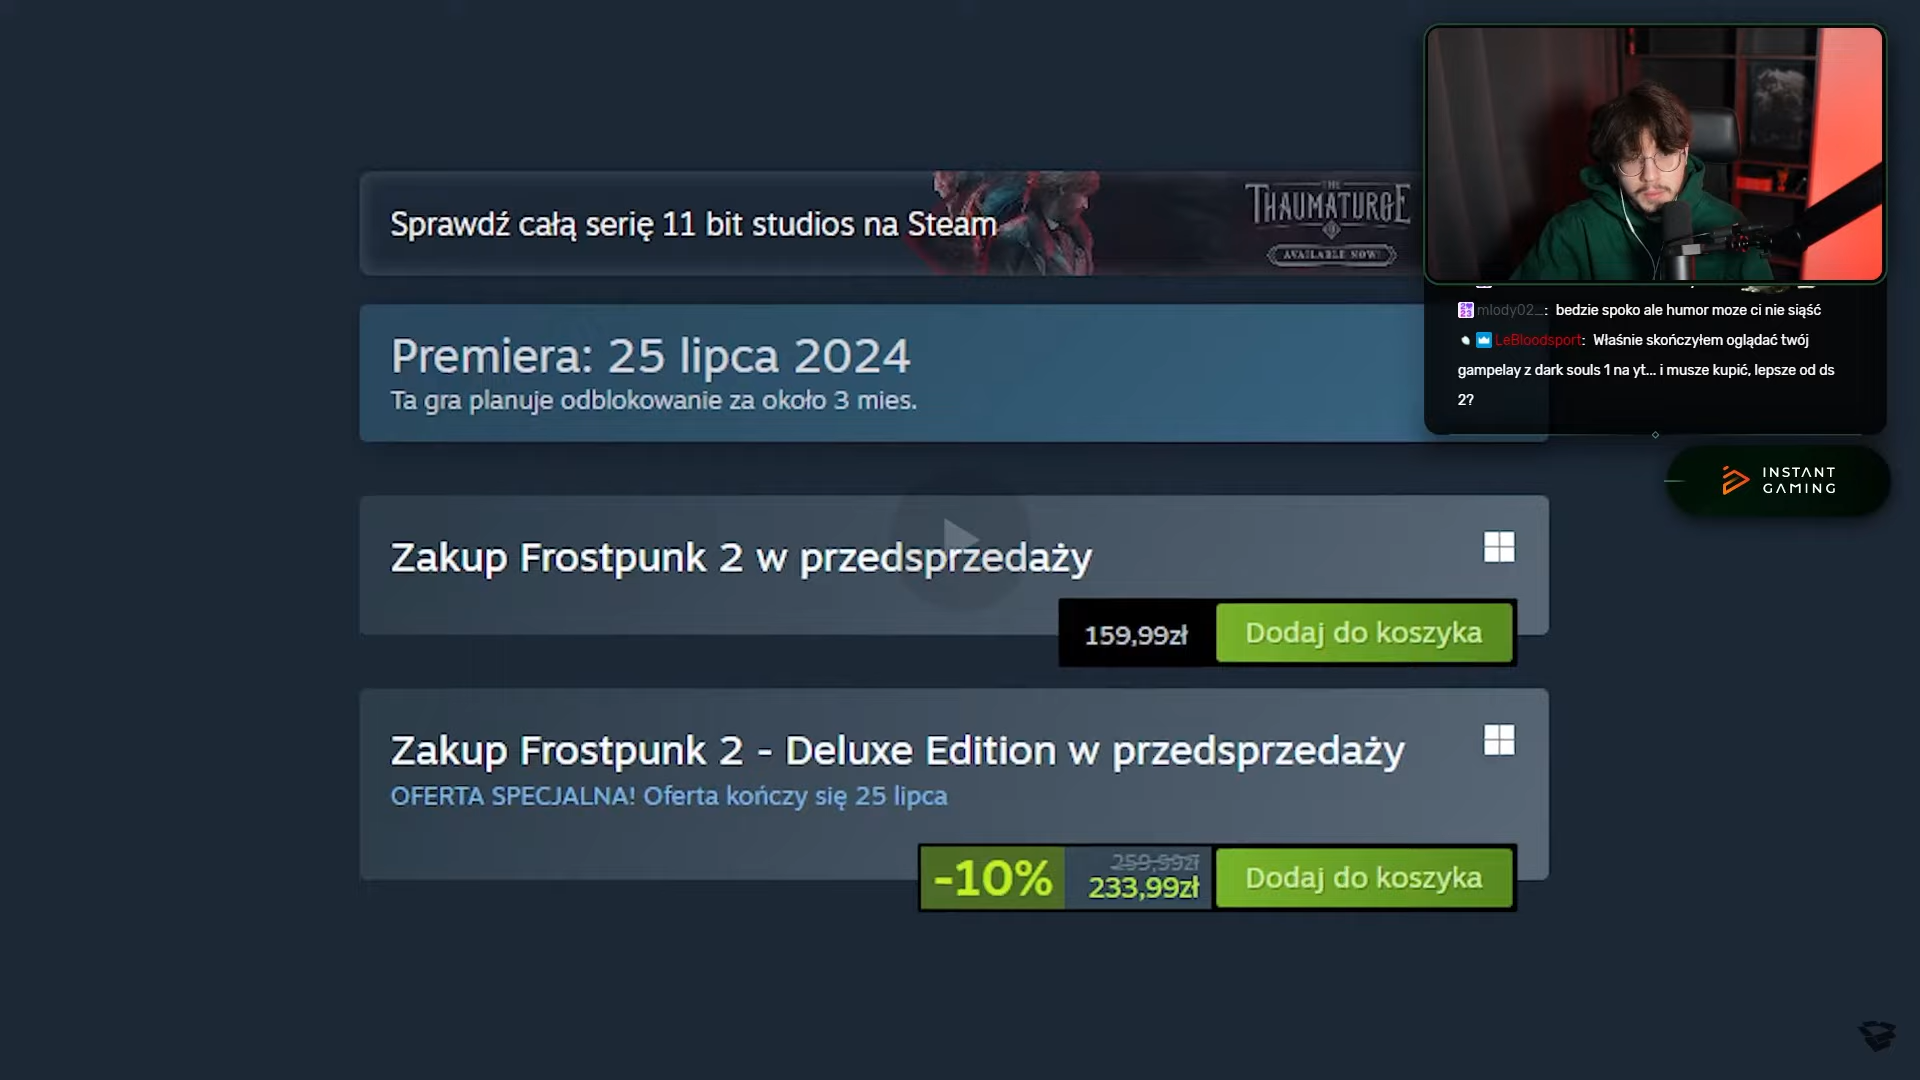 Sprawdź całą serię 11 bit studios na Steam
THE
THAUMATURGE
AVAILABLE NOW!
Premiera: 25 lipca 2024
Ta gra planuje odblokowanie za około 3 mies.
Zakup Frostpunk 2 w przedsprzedaży
159,99zł
Dodaj do koszyka
Zakup Frostpunk 2 - Deluxe Edition w przedsprzedaży
OFERTA SPECJALNA! Oferta kończy się 25 lipca
-10%
259,99zł
233,99zł
Dodaj do koszyka
mlody02_: bedzie spoko ale humor moze ci nie siąść
LeBloodsport: Właśnie skończyłem oglądać twój
gampelay z dark souls 1 na yt... i musze kupić, lepsze od ds
2?
INSTANT
GAMING